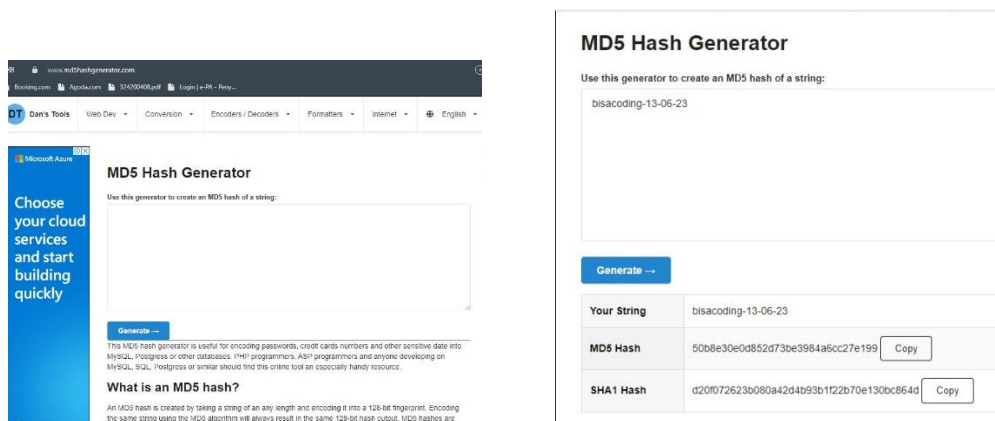 www.md5hashgenerator.com
Booking.com Agoda.com 324200408.pdf Login | e-PA - Peny...
DT Dan's Tools Web Dev Conversion Encoders / Decoders Formatters Internet English
Microsoft Azure
Choose
your cloud
services
and start
building
quickly
MD5 Hash Generator
Use this generator to create an MD5 hash of a string:
Generate →
This MD5 hash generator is useful for encoding passwords, credit cards numbers and other sensitive date into
MySQL, Postgress or other databases. PHP programmers, ASP programmers and anyone developing on
MySQL, SQL, Postgress or similar should find this online tool an especially handy resource.
What is an MD5 hash?
An MD5 hash is created by taking a string of an any length and encoding it into a 128-bit fingerprint. Encoding
the same string using the MD5 algorithm will always result in the same 128-bit hash output. MD5 hashes are
MD5 Hash Generator
Use this generator to create an MD5 hash of a string:
bisacoding-13-06-23
Generate →
Your String bisacoding-13-06-23
MD5 Hash 50b8e30e0d852d73be3984a6cc27e199 Copy
SHA1 Hash d20f072623b080a42d4b93b1f22b70e130bc864d Copy